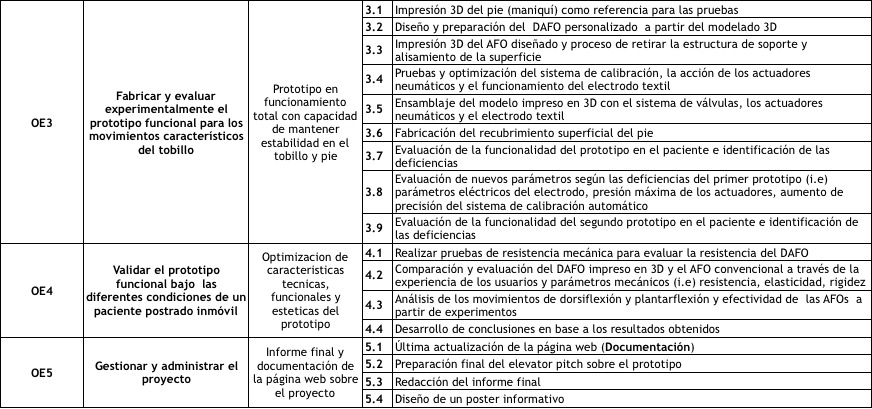 OE3
Fabricar y evaluar
experimentalmente el
prototipo funcional para los
movimientos característicos
del tobillo
Prototipo en
funcionamiento
total con capacidad
de mantener
estabilidad en el
tobillo y pie
3.1 Impresión 3D del pie (maniquí) como referencia para las pruebas
3.2 Diseño y preparación del DAFO personalizado a partir del modelado 3D
3.3 Impresión 3D del AFO diseñado y proceso de retirar la estructura de soporte y
alisamiento de la superficie
3.4 Pruebas y optimización del sistema de calibración, la acción de los actuadores
neumáticos y el funcionamiento del electrodo textil
3.5 Ensamblaje del modelo impreso en 3D con el sistema de válvulas, los actuadores
neumáticos y el electrodo textil
3.6 Fabricación del recubrimiento superficial del pie
3.7 Evaluación de la funcionalidad del prototipo en el paciente e identificación de las
deficiencias
3.8 Evaluación de nuevos parámetros según las deficiencias del primer prototipo (i.e)
parámetros eléctricos del electrodo, presión máxima de los actuadores, aumento de
precisión del sistema de calibración automático
3.9 Evaluación de la funcionalidad del segundo prototipo en el paciente e identificación de
las deficiencias
OE4
Validar el prototipo
funcional bajo las
diferentes condiciones de un
paciente postrado inmóvil
Optimizacion de
caracteristicas
tecnicas,
funcionales y
esteticas del
prototipo
4.1 Realizar pruebas de resistencia mecánica para evaluar la resistencia del DAFO
4.2 Comparación y evaluación del DAFO impreso en 3D y el AFO convencional a través de la
experiencia de los usuarios y parámetros mecánicos (i.e) resistencia, elasticidad, rigidez
4.3 Análisis de los movimientos de dorsiflexión y plantarflexión y efectividad de las AFOs a
partir de experimentos
4.4 Desarrollo de conclusiones en base a los resultados obtenidos
OE5
Gestionar y administrar el
proyecto
Informe final y
documentación de
la página web sobre
el proyecto
5.1 Última actualización de la página web (Documentación)
5.2 Preparación final del elevator pitch sobre el prototipo
5.3 Redacción del informe final
5.4 Diseño de un poster informativo